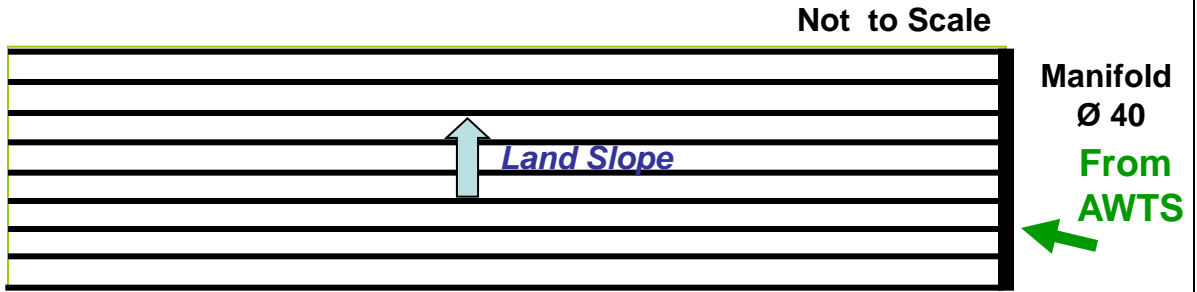 Not to Scale
Manifold
Ø 40
Land Slope
From
AWTS